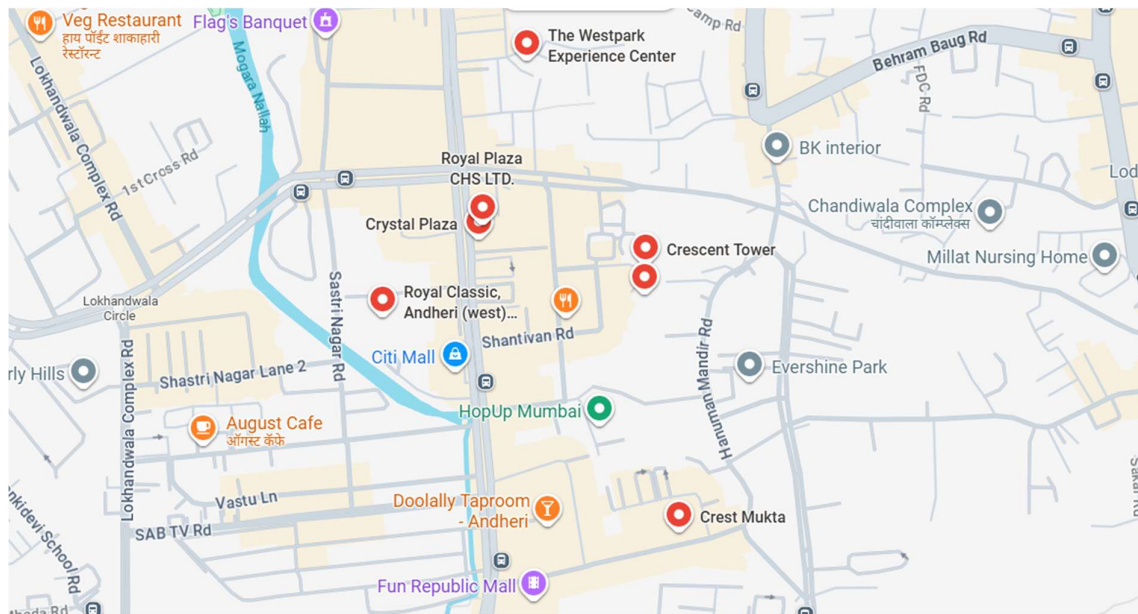 Veg Restaurant
हाय पॉईंट शाकाहारी
रेस्टॉरन्ट
Flag's Banquet
The Westpark
Experience Center
Camp Rd
Behram Baug Rd
FDC Rd
Mogara Nallah
Lokhandwala Complex Rd
1st Cross Rd
Royal Plaza
CHS LTD.
BK interior
Crystal Plaza
Chandiwala Complex
चांदीवाला कॉम्प्लेक्स
Crescent Tower
Millat Nursing Home
Lokhandwala
Circle
Sastri Nagar Rd
Royal Classic,
Andheri (west)...
Shantivan Rd
Citi Mall
Hanuman Mandir Rd
Evershine Park
rly Hills
Shastri Nagar Lane 2
Lokhandwala Complex Rd
HopUp Mumbai
August Cafe
ऑगस्ट कॅफे
Vastu Ln
Doolally Taproom
- Andheri
Crest Mukta
SAB TV Rd
nkidevi School Rd
Fun Republic Mall